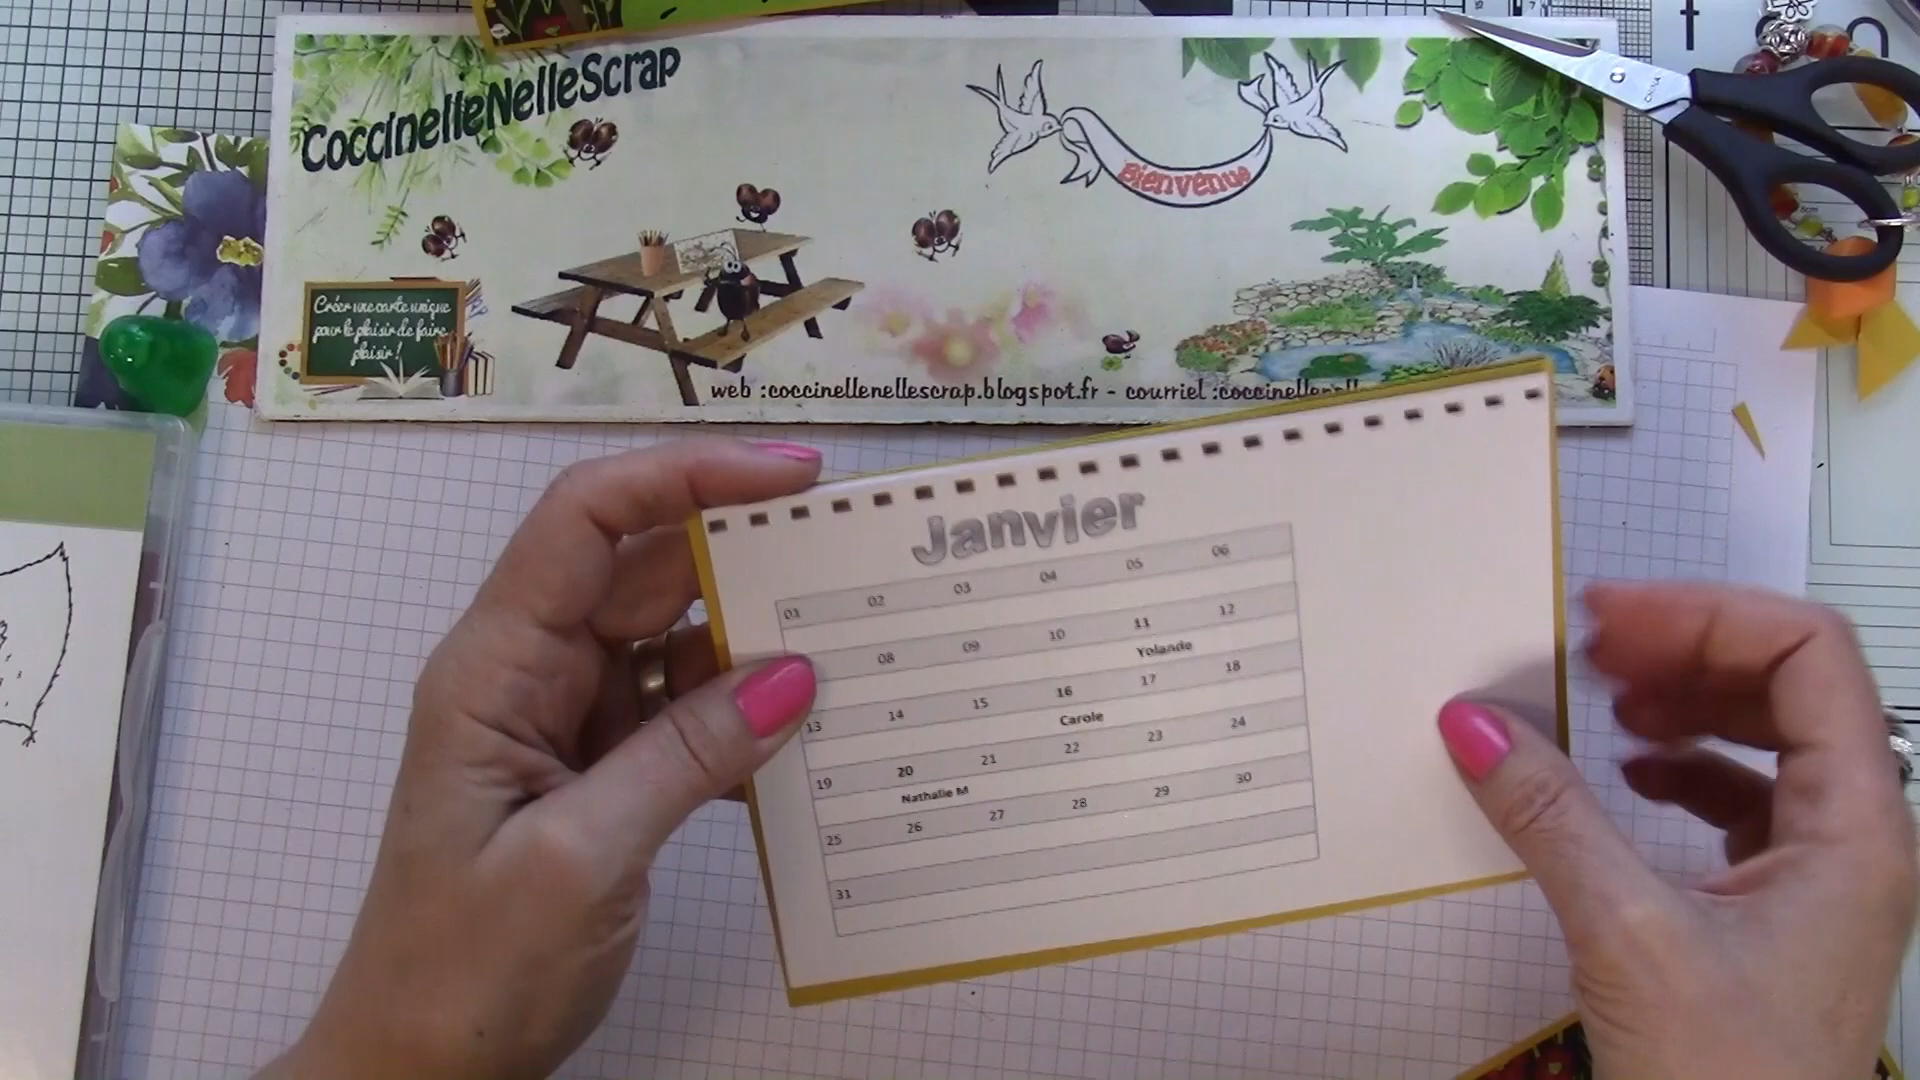 CoccinelleNelleScrap
Bienvenue
Créer une carte unique
pour le plaisir de faire
plaisir !
web :coccinellenellescrap.blogspot.fr - courriel :
CHINA
Janvier
01 02 03 04 05 06
08 09 10 11 12
Yolande
13 14 15 16 17 18
Carole
19 20 21 22 23 24
Nathalie M
25 26 27 28 29 30
31